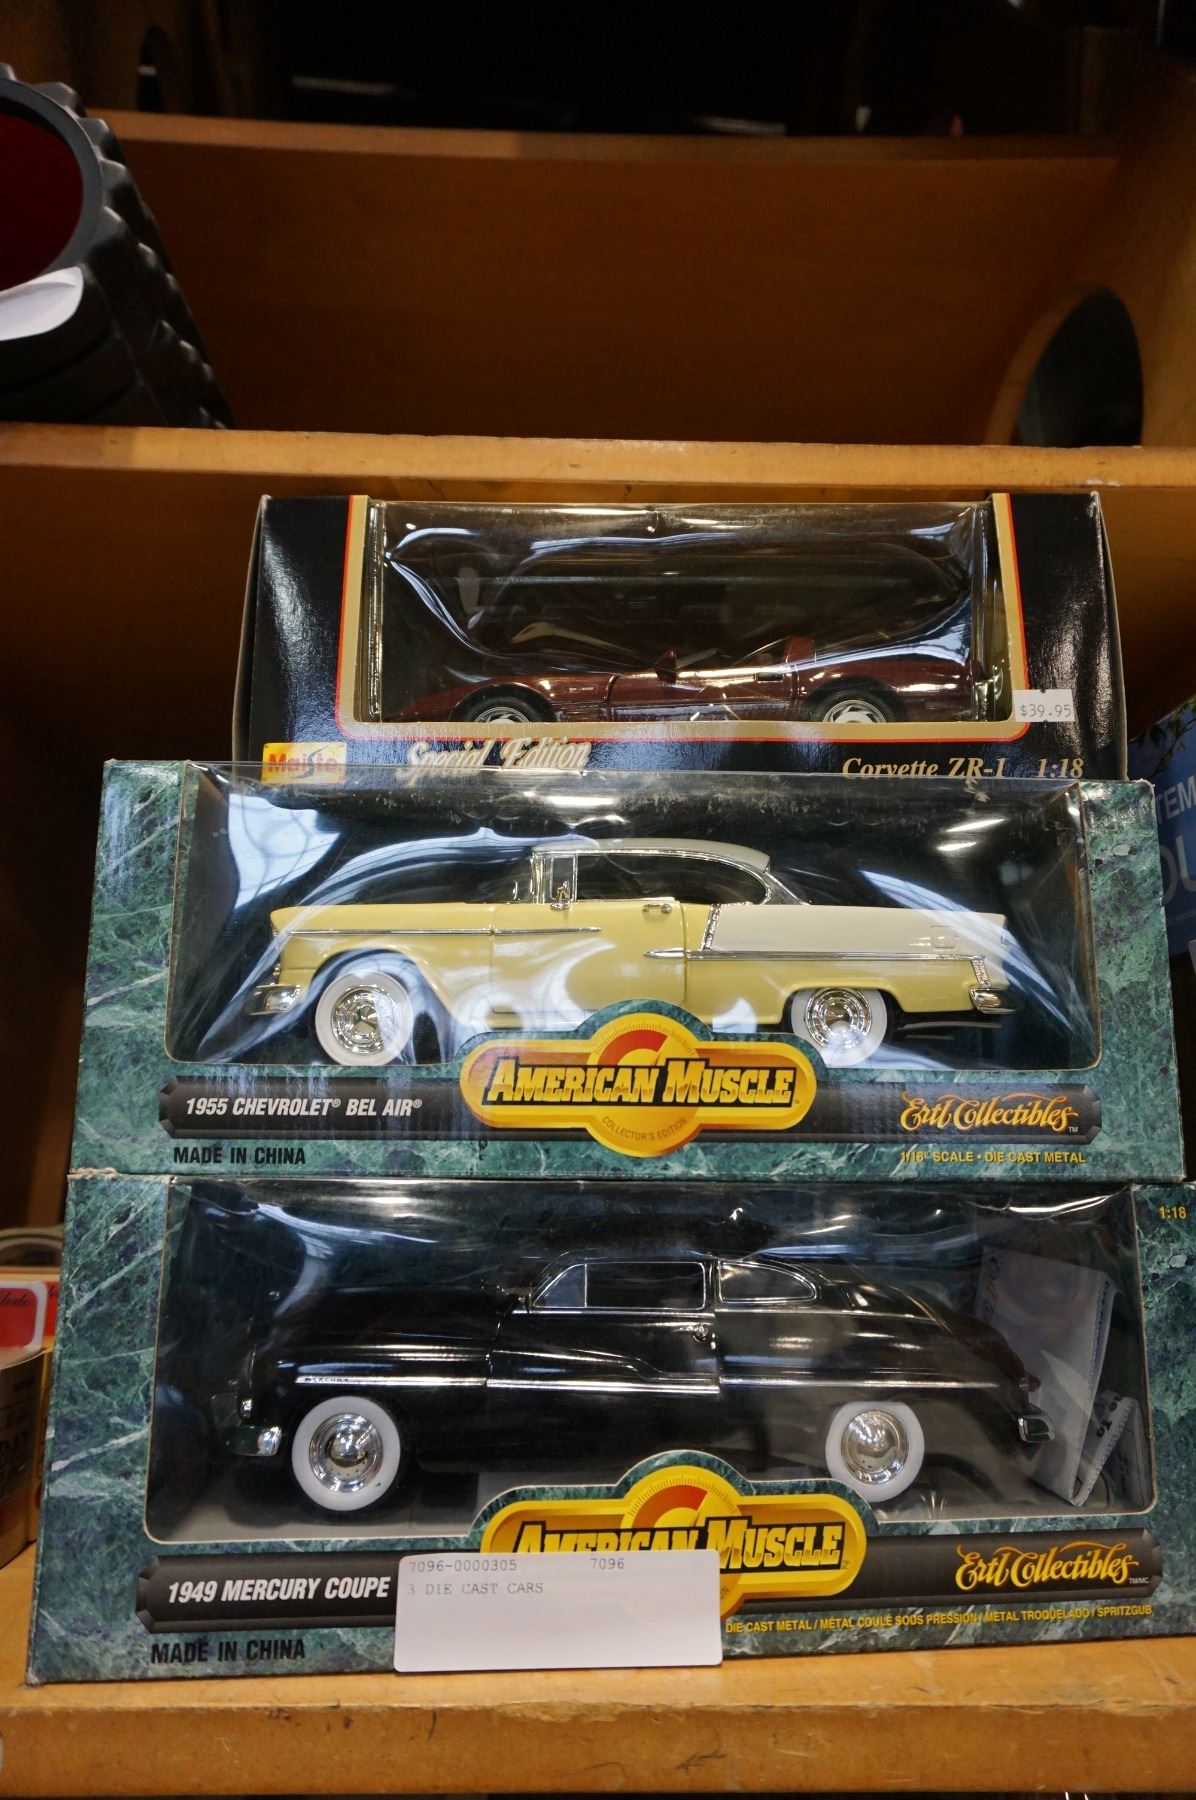 $39.95
Maisto
Special Edition
Corvette ZR-1 1:18
AMERICAN MUSCLE
COLLECTOR'S EDITION
1955 CHEVROLET® BEL AIR®
Ertl Collectibles™
MADE IN CHINA
1/18 SCALE • DIE CAST METAL
1:18
MERCURY
AMERICAN MUSCLE
1949 MERCURY COUPE
Ertl Collectibles
7096-0000305 7096
3 DIE CAST CARS
DIE CAST METAL / MÉTAL COULÉ SOUS PRESSION / METAL TROQUELADO / SPRITZGUB
MADE IN CHINA